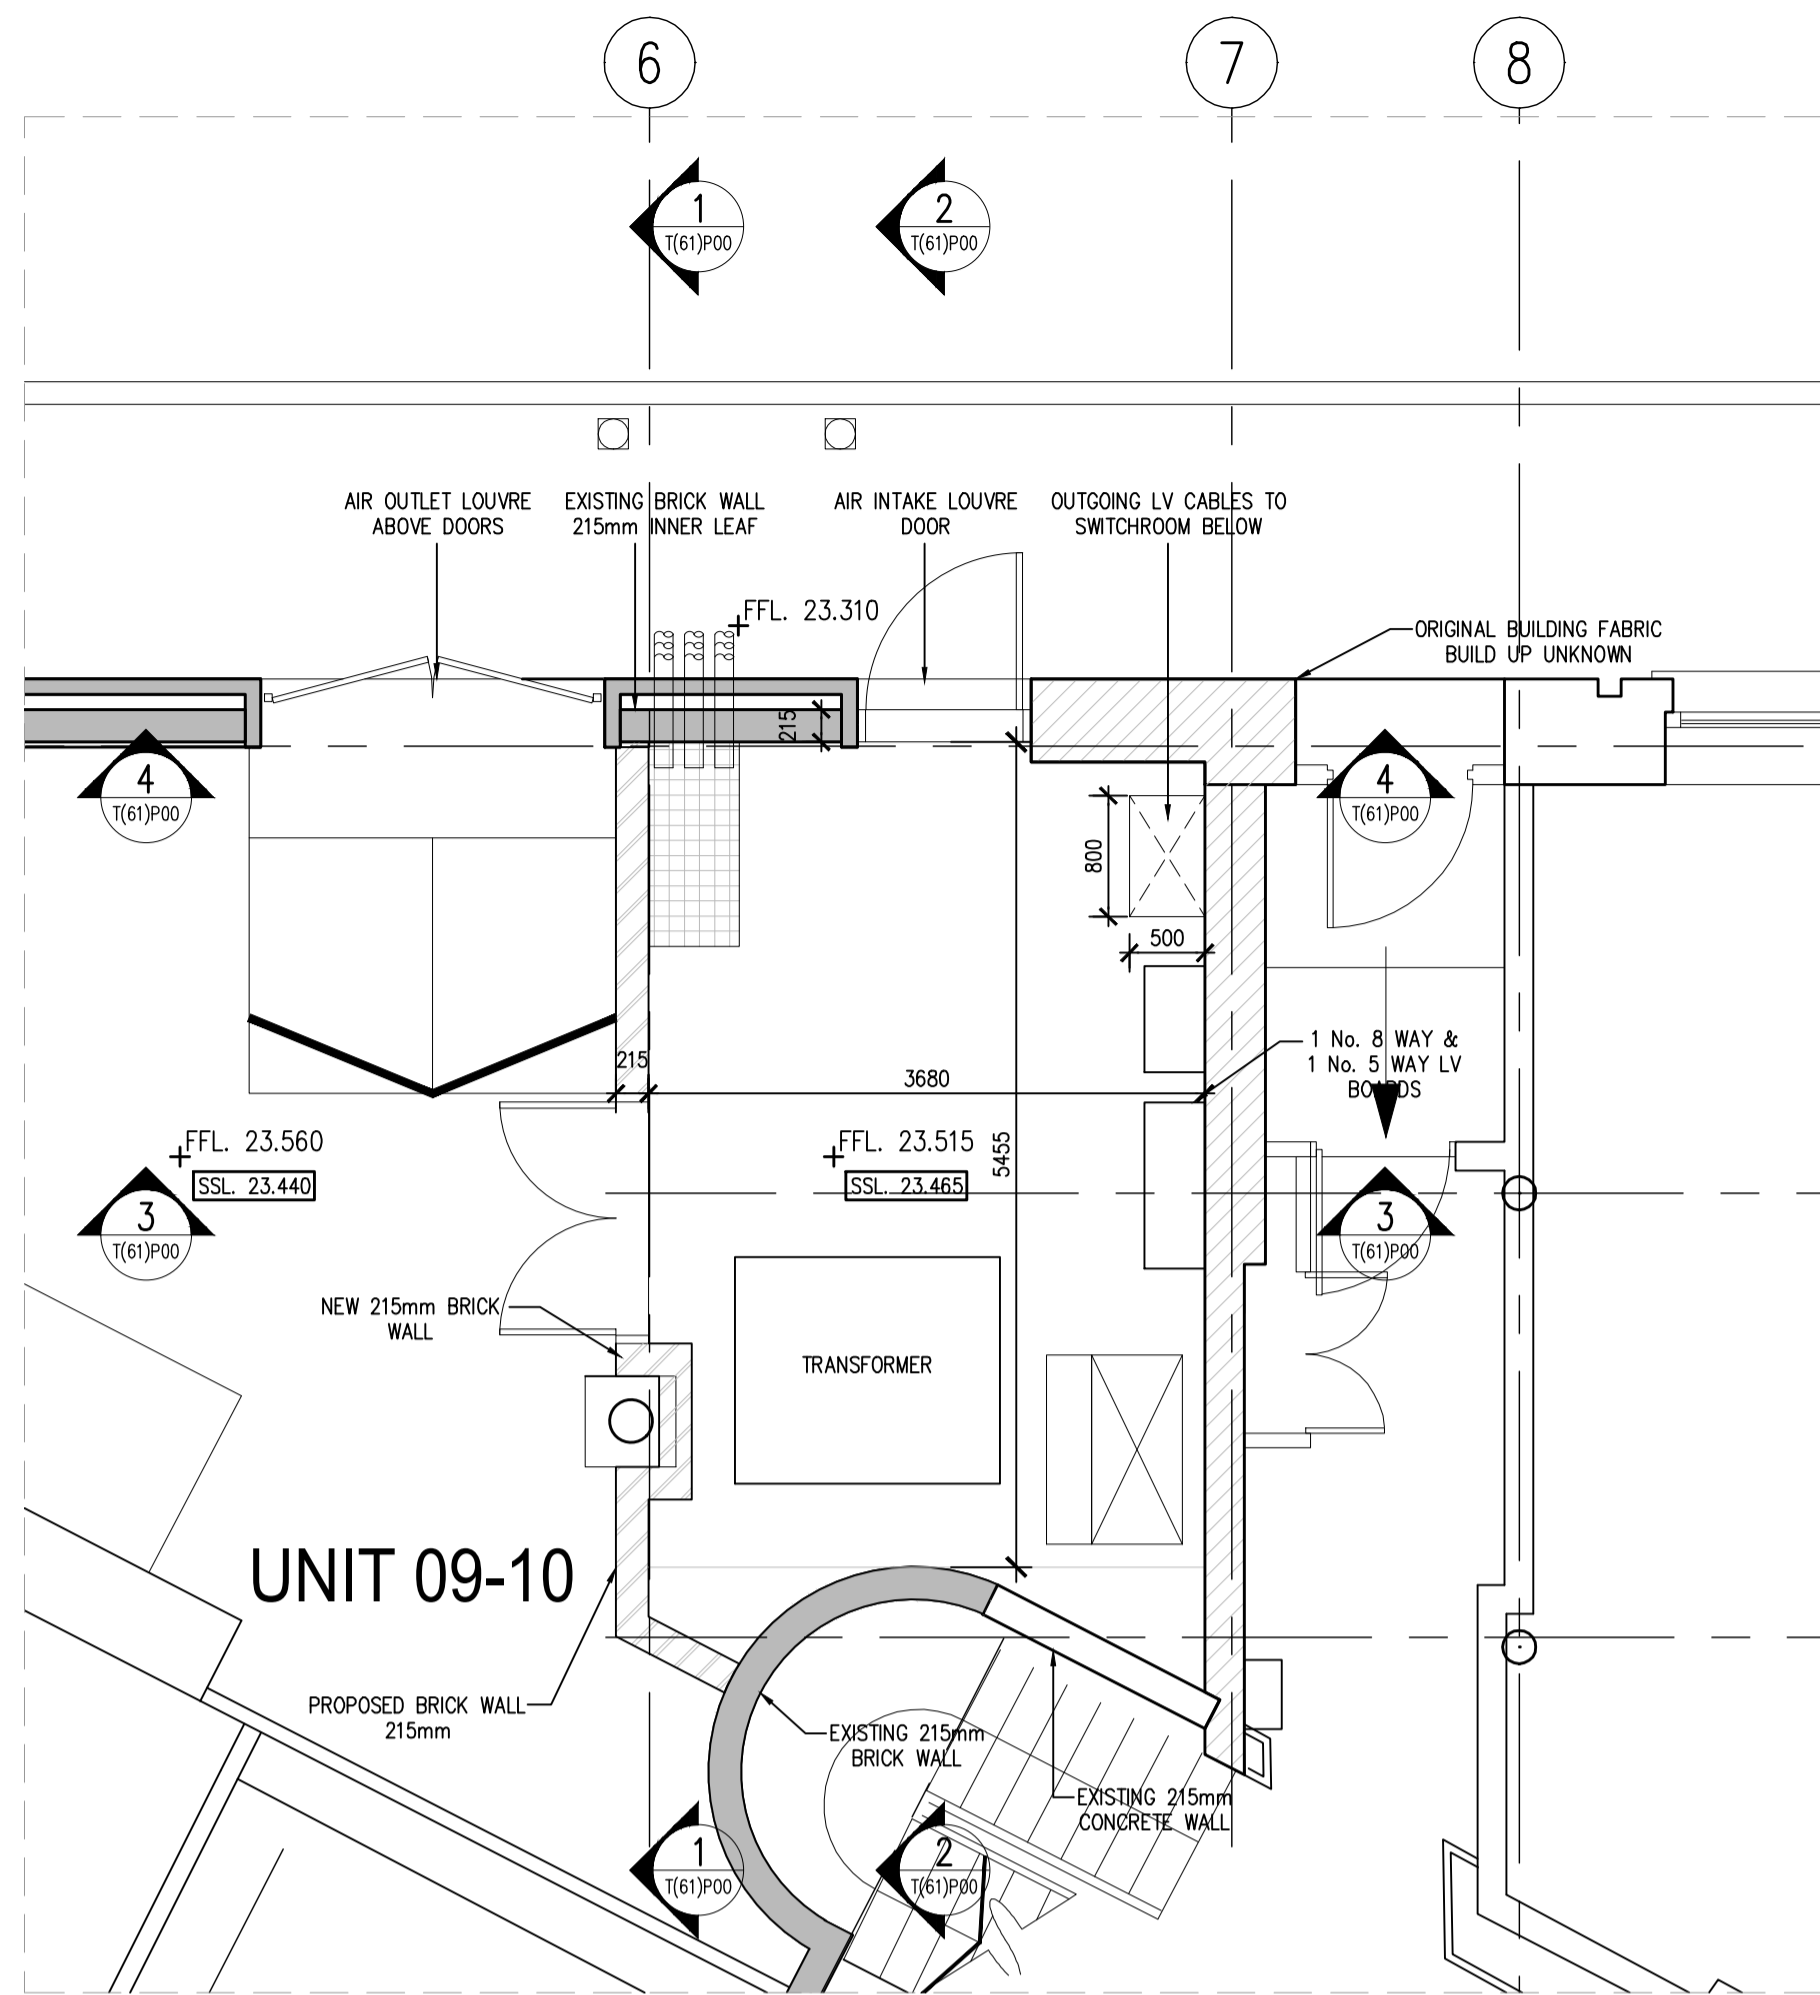 6
7
8
1
T(61)P00
2
T(61)P00
AIR OUTLET LOUVRE
ABOVE DOORS
EXISTING BRICK WALL
215mm INNER LEAF
AIR INTAKE LOUVRE
DOOR
OUTGOING LV CABLES TO
SWITCHROOM BELOW
FFL. 23.310
ORIGINAL BUILDING FABRIC
BUILD UP UNKNOWN
215
4
T(61)P00
4
T(61)P00
800
500
1 No. 8 WAY &
1 No. 5 WAY LV
BOARDS
215
3680
FFL. 23.560
SSL. 23.440
FFL. 23.515
SSL. 23.465
5455
3
T(61)P00
3
T(61)P00
NEW 215mm BRICK
WALL
TRANSFORMER
UNIT 09-10
PROPOSED BRICK WALL
215mm
EXISTING 215mm
BRICK WALL
EXISTING 215mm
CONCRETE WALL
1
T(61)P00
2
T(61)P00